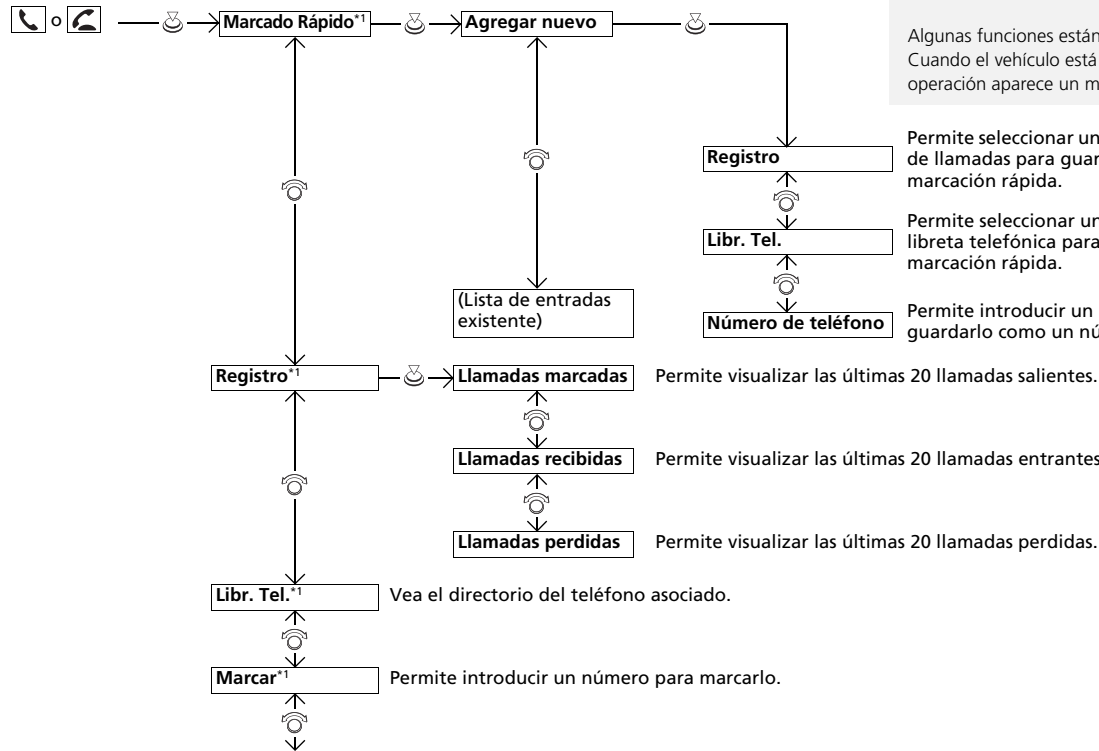 o
Marcado Rápido*1
Agregar nuevo
Algunas funciones están
Cuando el vehículo está
operación aparece un m
Registro
Permite seleccionar un
de llamadas para guar
marcación rápida.
Libr. Tel.
Permite seleccionar un
libreta telefónica para
marcación rápida.
(Lista de entradas
existente)
Número de teléfono
Permite introducir un
guardarlo como un nú
Registro*1
Llamadas marcadas
Permite visualizar las últimas 20 llamadas salientes.
Llamadas recibidas
Permite visualizar las últimas 20 llamadas entrantes
Llamadas perdidas
Permite visualizar las últimas 20 llamadas perdidas.
Libr. Tel.*1
Vea el directorio del teléfono asociado.
Marcar*1
Permite introducir un número para marcarlo.